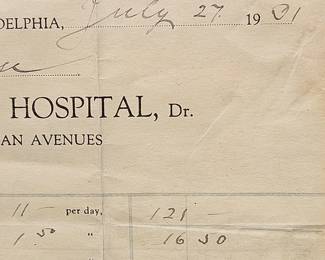 DELPHIA, July 27 1931
HOSPITAL, Dr.
AN AVENUES
11 – per day, 121 –
1 50 " 16 50